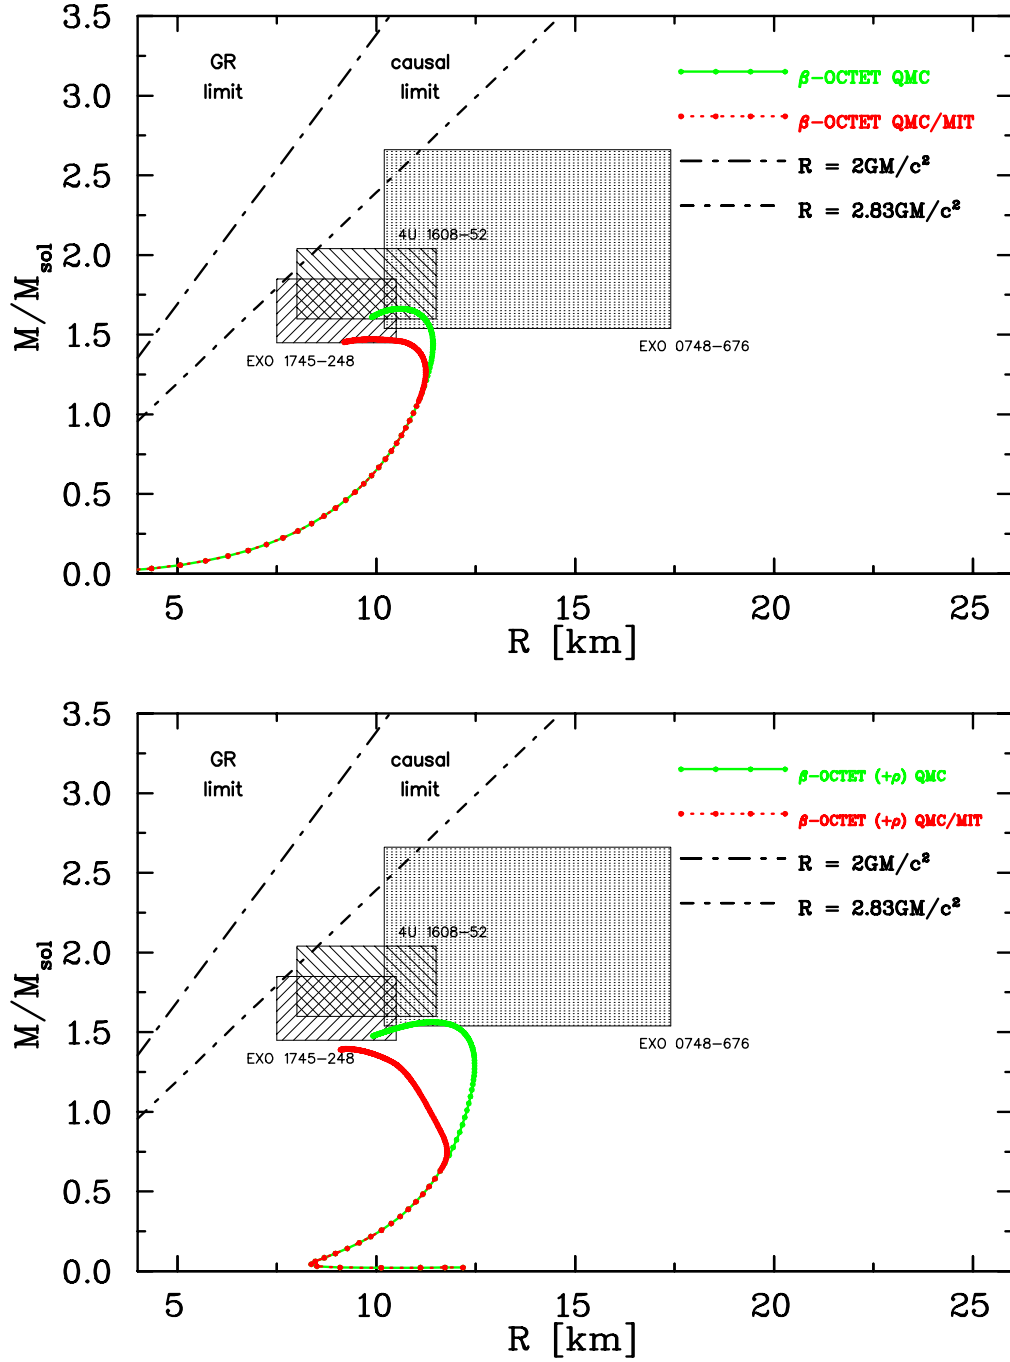 3.5
GR
limit
causal
limit
β-OCTET QMC
3.0
β-OCTET QMC/MIT
R = 2GM/c²
2.5
R = 2.83GM/c²
4U 1608-52
2.0
M/M_sol
1.5
EXO 0748-676
EXO 1745-248
1.0
0.5
0.0
5 10 15 20 25
R [km]
3.5
GR
limit
causal
limit
β-OCTET (+ρ) QMC
3.0
β-OCTET (+ρ) QMC/MIT
R = 2GM/c²
2.5
R = 2.83GM/c²
4U 1608-52
2.0
M/M_sol
1.5
EXO 0748-676
EXO 1745-248
1.0
0.5
0.0
5 10 15 20 25
R [km]